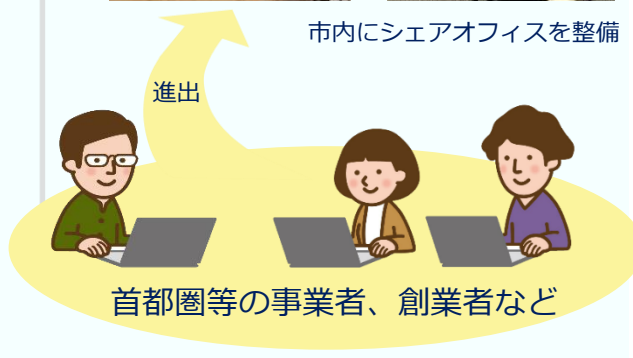 市内にシェアオフィスを整備
進出
首都圏等の事業者、創業者など